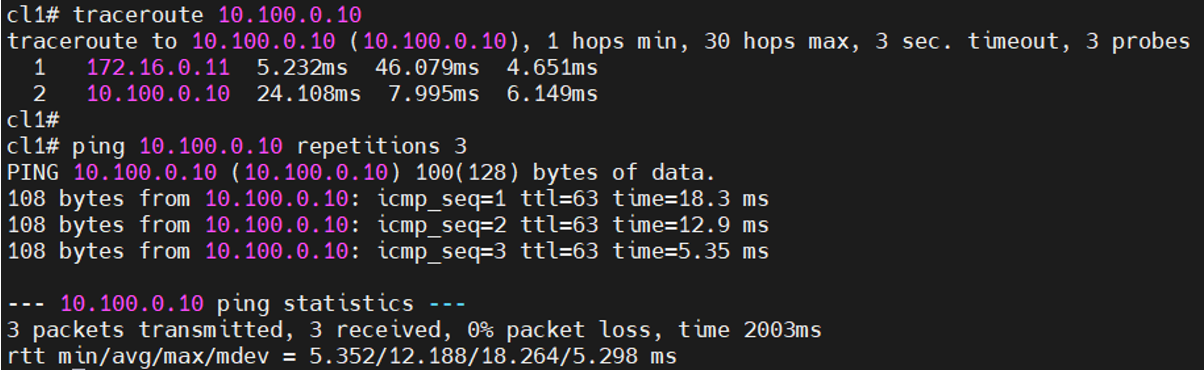 cl1# traceroute 10.100.0.10
traceroute to 10.100.0.10 (10.100.0.10), 1 hops min, 30 hops max, 3 sec. timeout, 3 probes
  1   172.16.0.11  5.232ms  46.079ms  4.651ms
  2   10.100.0.10  24.108ms  7.995ms  6.149ms
cl1#
cl1# ping 10.100.0.10 repetitions 3
PING 10.100.0.10 (10.100.0.10) 100(128) bytes of data.
108 bytes from 10.100.0.10: icmp_seq=1 ttl=63 time=18.3 ms
108 bytes from 10.100.0.10: icmp_seq=2 ttl=63 time=12.9 ms
108 bytes from 10.100.0.10: icmp_seq=3 ttl=63 time=5.35 ms

--- 10.100.0.10 ping statistics ---
3 packets transmitted, 3 received, 0% packet loss, time 2003ms
rtt min/avg/max/mdev = 5.352/12.188/18.264/5.298 ms